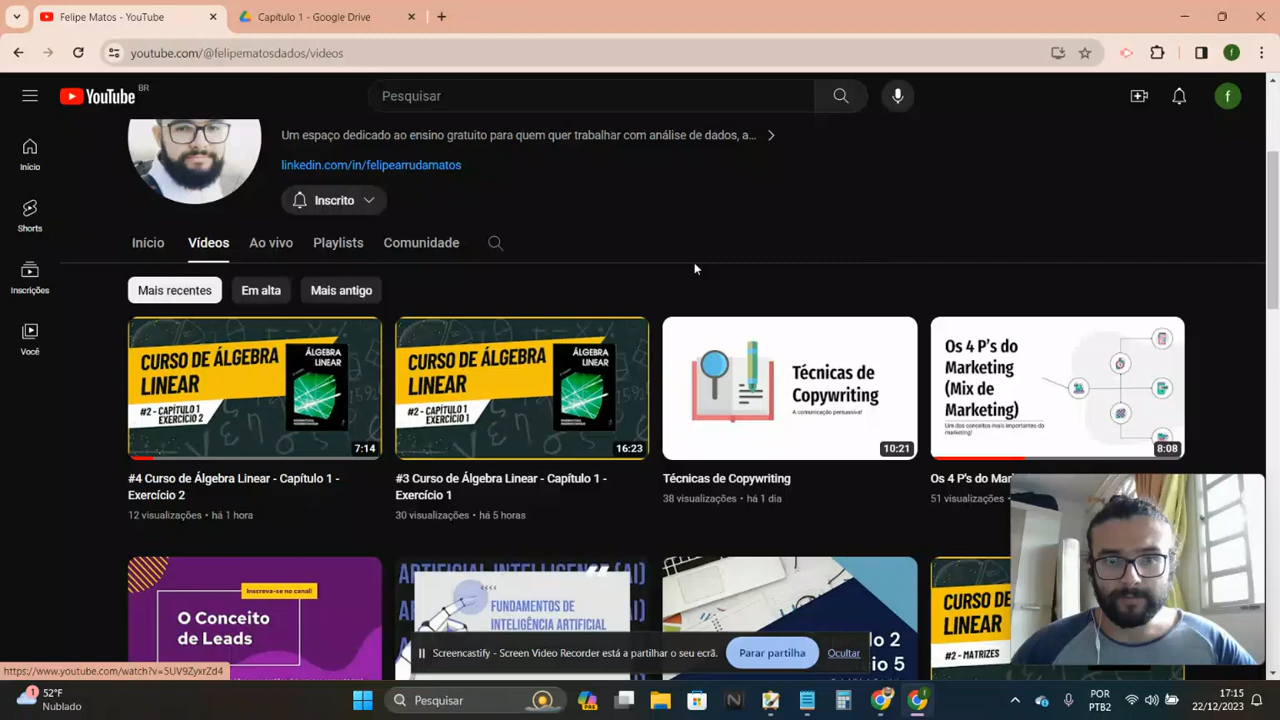 Felipe Matos - YouTube
Capítulo 1 - Google Drive
youtube.com/@felipematosdados/videos
f
YouTube BR
Pesquisar
f
Início
Shorts
Inscrições
Você
Um espaço dedicado ao ensino gratuito para quem quer trabalhar com análise de dados, a...
linkedin.com/in/felipearrudamatos
Inscrito
Início
Vídeos
Ao vivo
Playlists
Comunidade
Mais recentes
Em alta
Mais antigo
CURSO DE ÁLGEBRA
LINEAR
#2 - CAPÍTULO 1
EXERCÍCIO 2
ÁLGEBRA
LINEAR
7:14
#4 Curso de Álgebra Linear - Capítulo 1 -
Exercício 2
12 visualizações • há 1 hora
CURSO DE ÁLGEBRA
LINEAR
#2 - CAPÍTULO 1
EXERCÍCIO 1
ÁLGEBRA
LINEAR
16:23
#3 Curso de Álgebra Linear - Capítulo 1 -
Exercício 1
30 visualizações • há 5 horas
Técnicas de
Copywriting
A comunicação persuasiva!
10:21
Técnicas de Copywriting
38 visualizações • há 1 dia
Os 4 P's do
Marketing
(Mix de
Marketing)
Um dos conceitos mais importantes do
marketing!
8:08
Os 4 P's do Mar
51 visualizações
Inscreva-se no canal!
O Conceito
de Leads
ARTIFICIAL INTELLIGENCE (AI)
FUNDAMENTOS DE
INTELIGÊNCIA ARTIFICIAL
lo 2
io 5
CURSO DE
LINEAR
#2 - MATRIZES
Screencastify - Screen Video Recorder está a partilhar o seu ecrã.
Parar partilha
Ocultar
https://www.youtube.com/watch?v=5UV9ZyxrZd4
1
52°F
Nublado
Pesquisar
PRE
POR
PTB2
17:15
22/12/2023